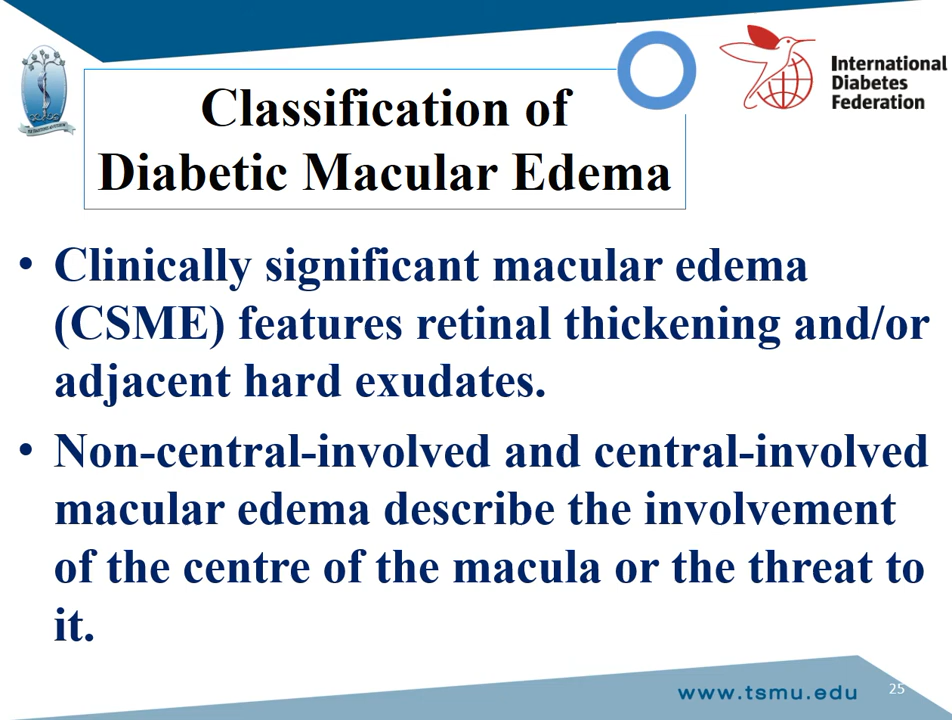 International
Diabetes
Federation
Classification of
Diabetic Macular Edema
• Clinically significant macular edema
(CSME) features retinal thickening and/or
adjacent hard exudates.
• Non-central-involved and central-involved
macular edema describe the involvement
of the centre of the macula or the threat to
it.
www.tsmu.edu
25